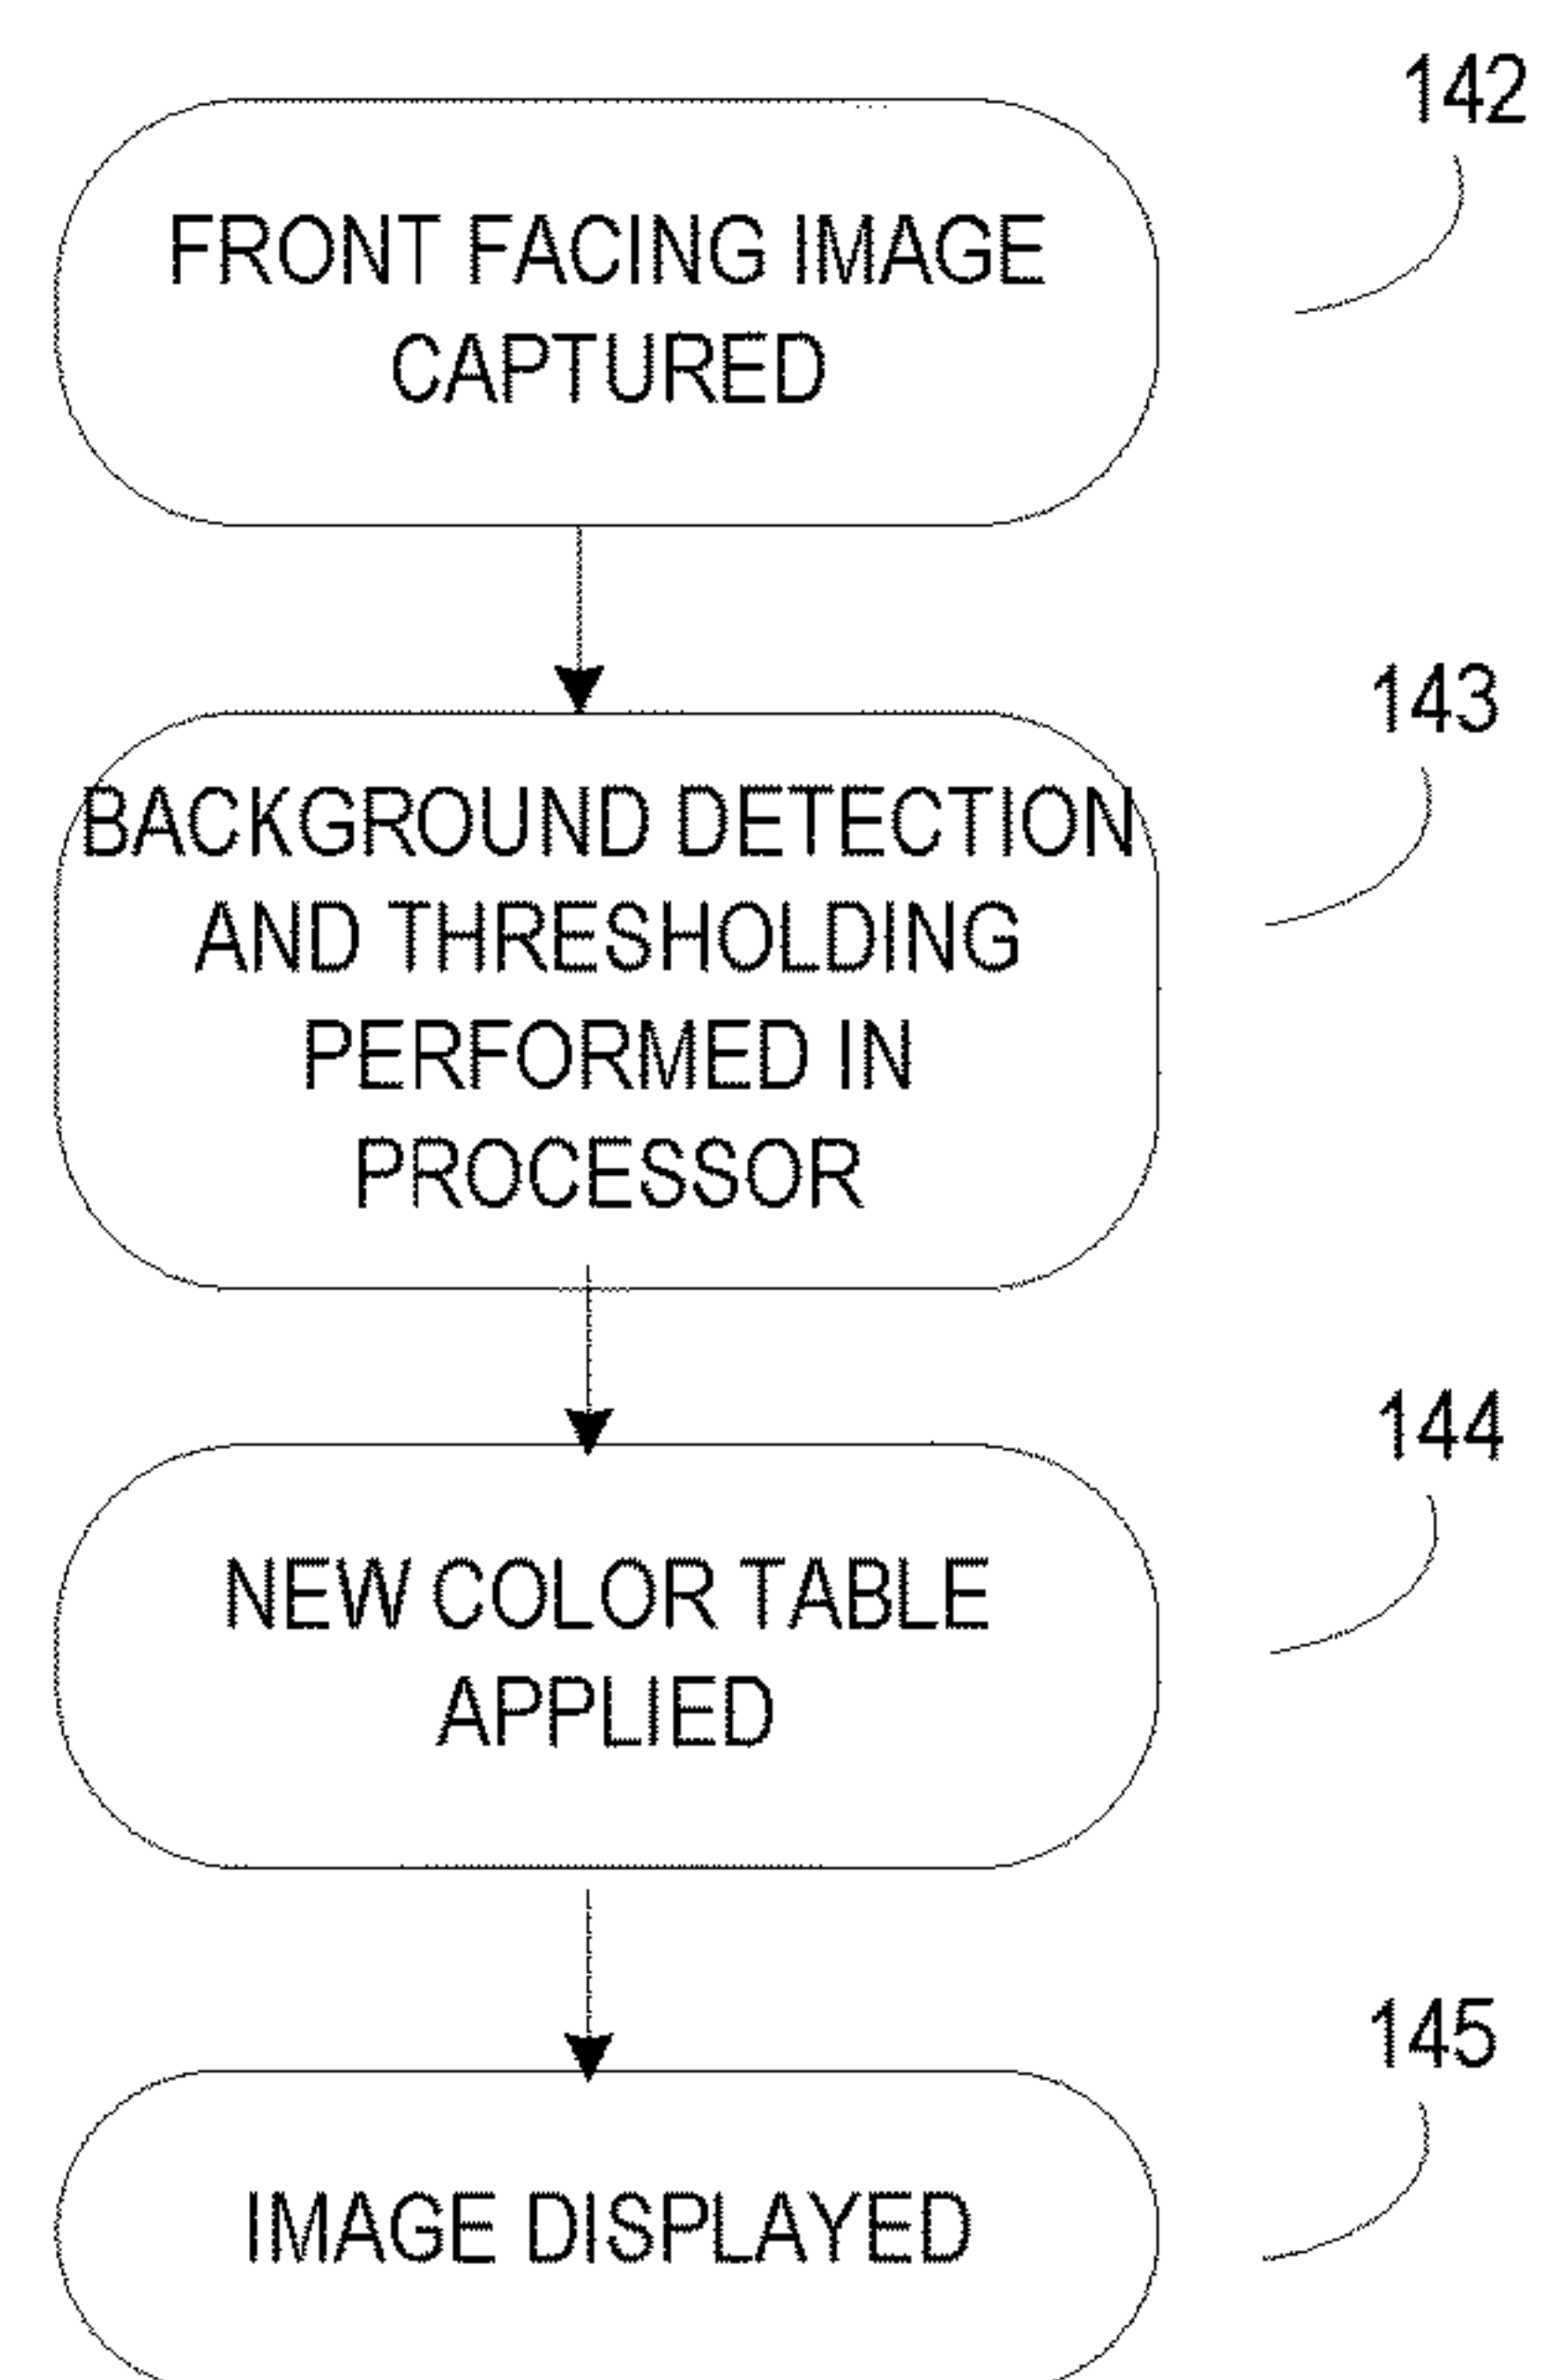 142
FRONT FACING IMAGE
CAPTURED
143
BACKGROUND DETECTION
AND THRESHOLDING
PERFORMED IN
PROCESSOR
144
NEW COLOR TABLE
APPLIED
145
IMAGE DISPLAYED